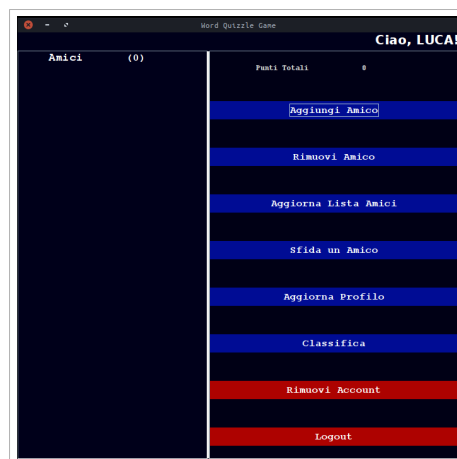 Word Quizzle Game
Ciao, LUCA!
Amici (0)
Punti Totali 0
Aggiungi Amico
Rimuovi Amico
Aggiorna Lista Amici
Sfida un Amico
Aggiorna Profilo
Classifica
Rimuovi Account
Logout